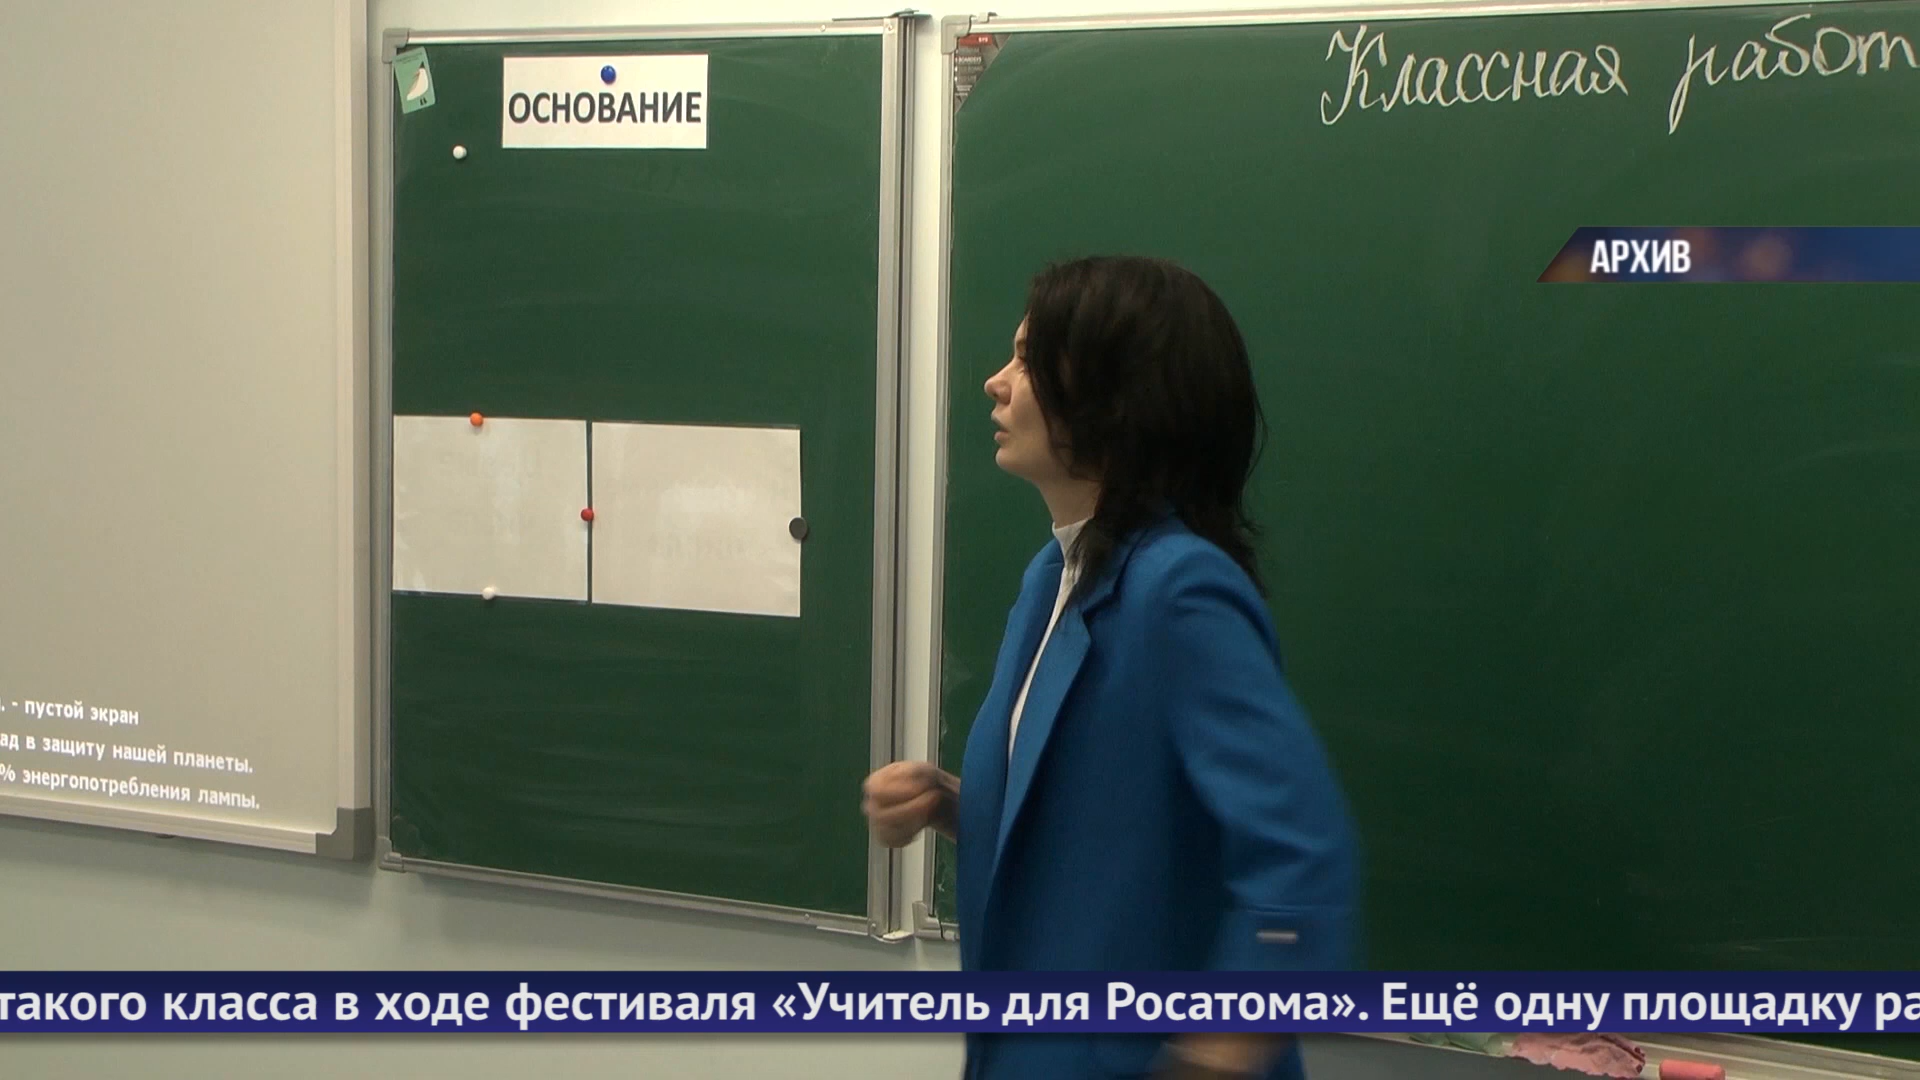 ОСНОВАНИЕ
Классная работ
АРХИВ
. - пустой экран
ад в защиту нашей планеты.
% энергопотребления лампы.
такого класса в ходе фестиваля «Учитель для Росатома». Ещё одну площадку ра